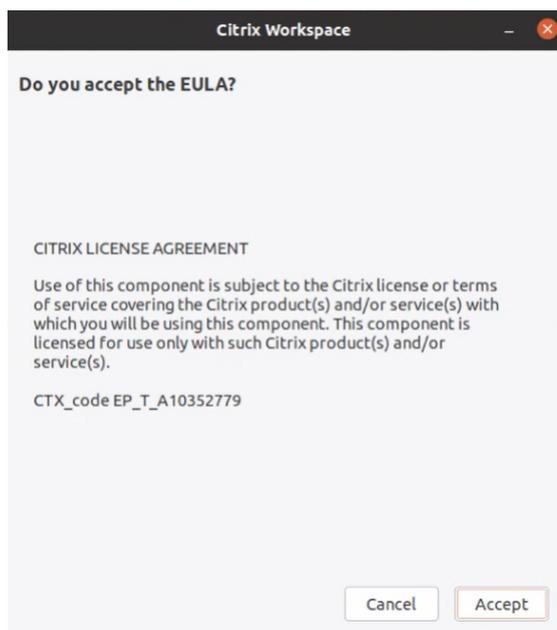 Citrix Workspace
Do you accept the EULA?
CITRIX LICENSE AGREEMENT
Use of this component is subject to the Citrix license or terms
of service covering the Citrix product(s) and/or service(s) with
which you will be using this component. This component is
licensed for use only with such Citrix product(s) and/or
service(s).
CTX_code EP_T_A10352779
Cancel Accept